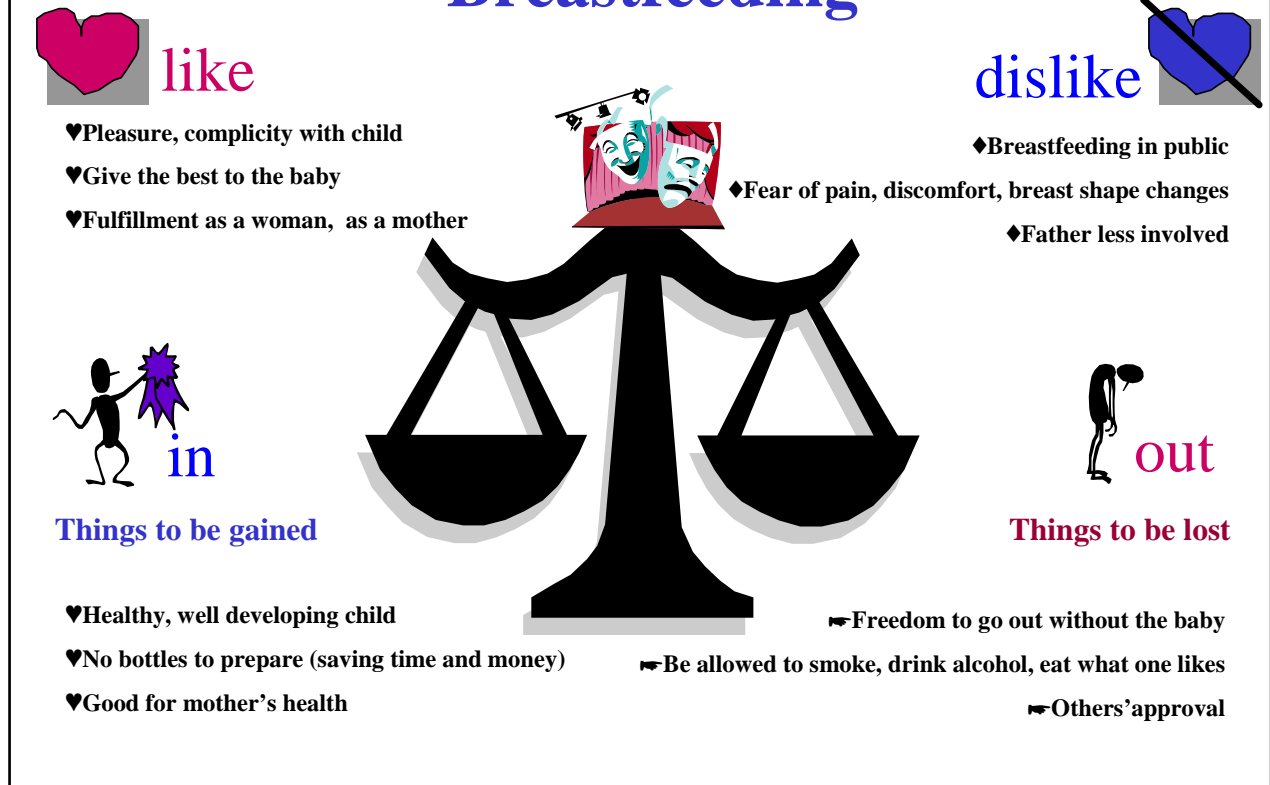 Breastfeeding
like
♥Pleasure, complicity with child
♥Give the best to the baby
♥Fulfillment as a woman,  as a mother
dislike
♦Breastfeeding in public
♦Fear of pain, discomfort, breast shape changes
♦Father less involved
in
Things to be gained
♥Healthy, well developing child
♥No bottles to prepare (saving time and money)
♥Good for mother’s health
out
Things to be lost
☛Freedom to go out without the baby
☛Be allowed to smoke, drink alcohol, eat what one likes
☛Others’approval